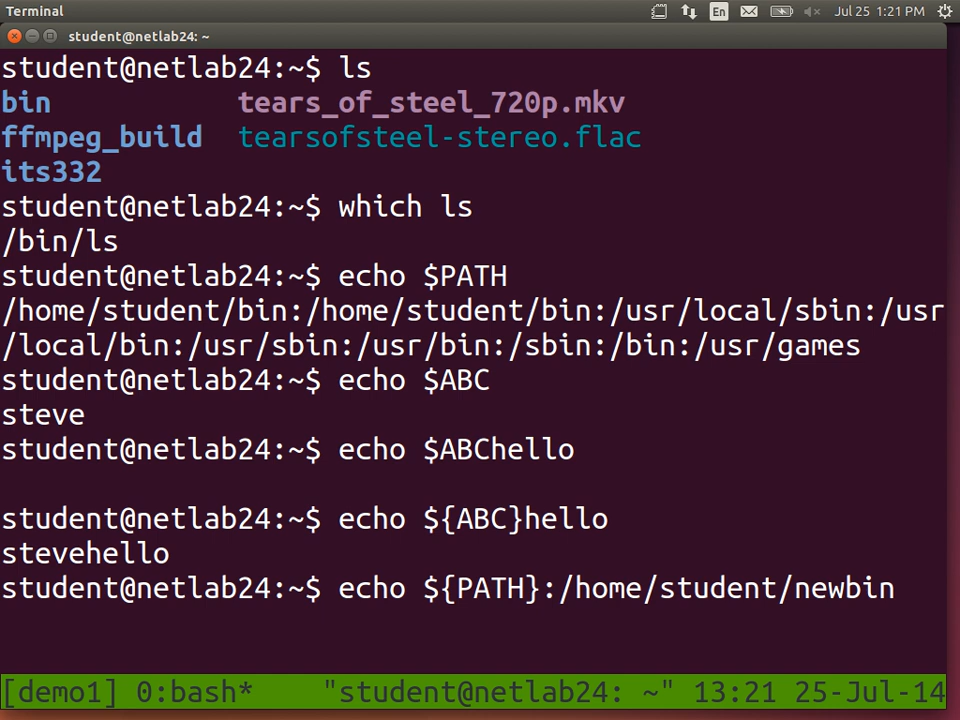 Terminal
En
Jul 25 1:21 PM
student@netlab24: ~
student@netlab24:~$ ls
bin tears_of_steel_720p.mkv
ffmpeg_build tearsofsteel-stereo.flac
its332
student@netlab24:~$ which ls
/bin/ls
student@netlab24:~$ echo $PATH
/home/student/bin:/home/student/bin:/usr/local/sbin:/usr
/local/bin:/usr/sbin:/usr/bin:/sbin:/bin:/usr/games
student@netlab24:~$ echo $ABC
steve
student@netlab24:~$ echo $ABChello
student@netlab24:~$ echo ${ABC}hello
stevehello
student@netlab24:~$ echo ${PATH}:/home/student/newbin
[demo1] 0:bash* "student@netlab24: ~" 13:21 25-Jul-14